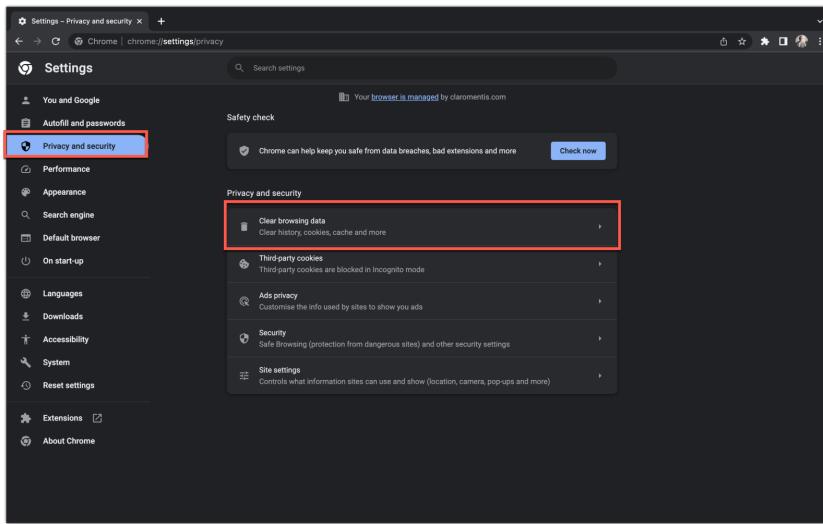 Settings – Privacy and security
Chrome | chrome://settings/privacy
Settings
Search settings
Your browser is managed by claromentis.com
You and Google
Autofill and passwords
Privacy and security
Performance
Appearance
Search engine
Default browser
On start-up
Languages
Downloads
Accessibility
System
Reset settings
Extensions
About Chrome
Safety check
Chrome can help keep you safe from data breaches, bad extensions and more
Check now
Privacy and security
Clear browsing data
Clear history, cookies, cache and more
Third-party cookies
Third-party cookies are blocked in Incognito mode
Ads privacy
Customise the info used by sites to show you ads
Security
Safe Browsing (protection from dangerous sites) and other security settings
Site settings
Controls what information sites can use and show (location, camera, pop-ups and more)